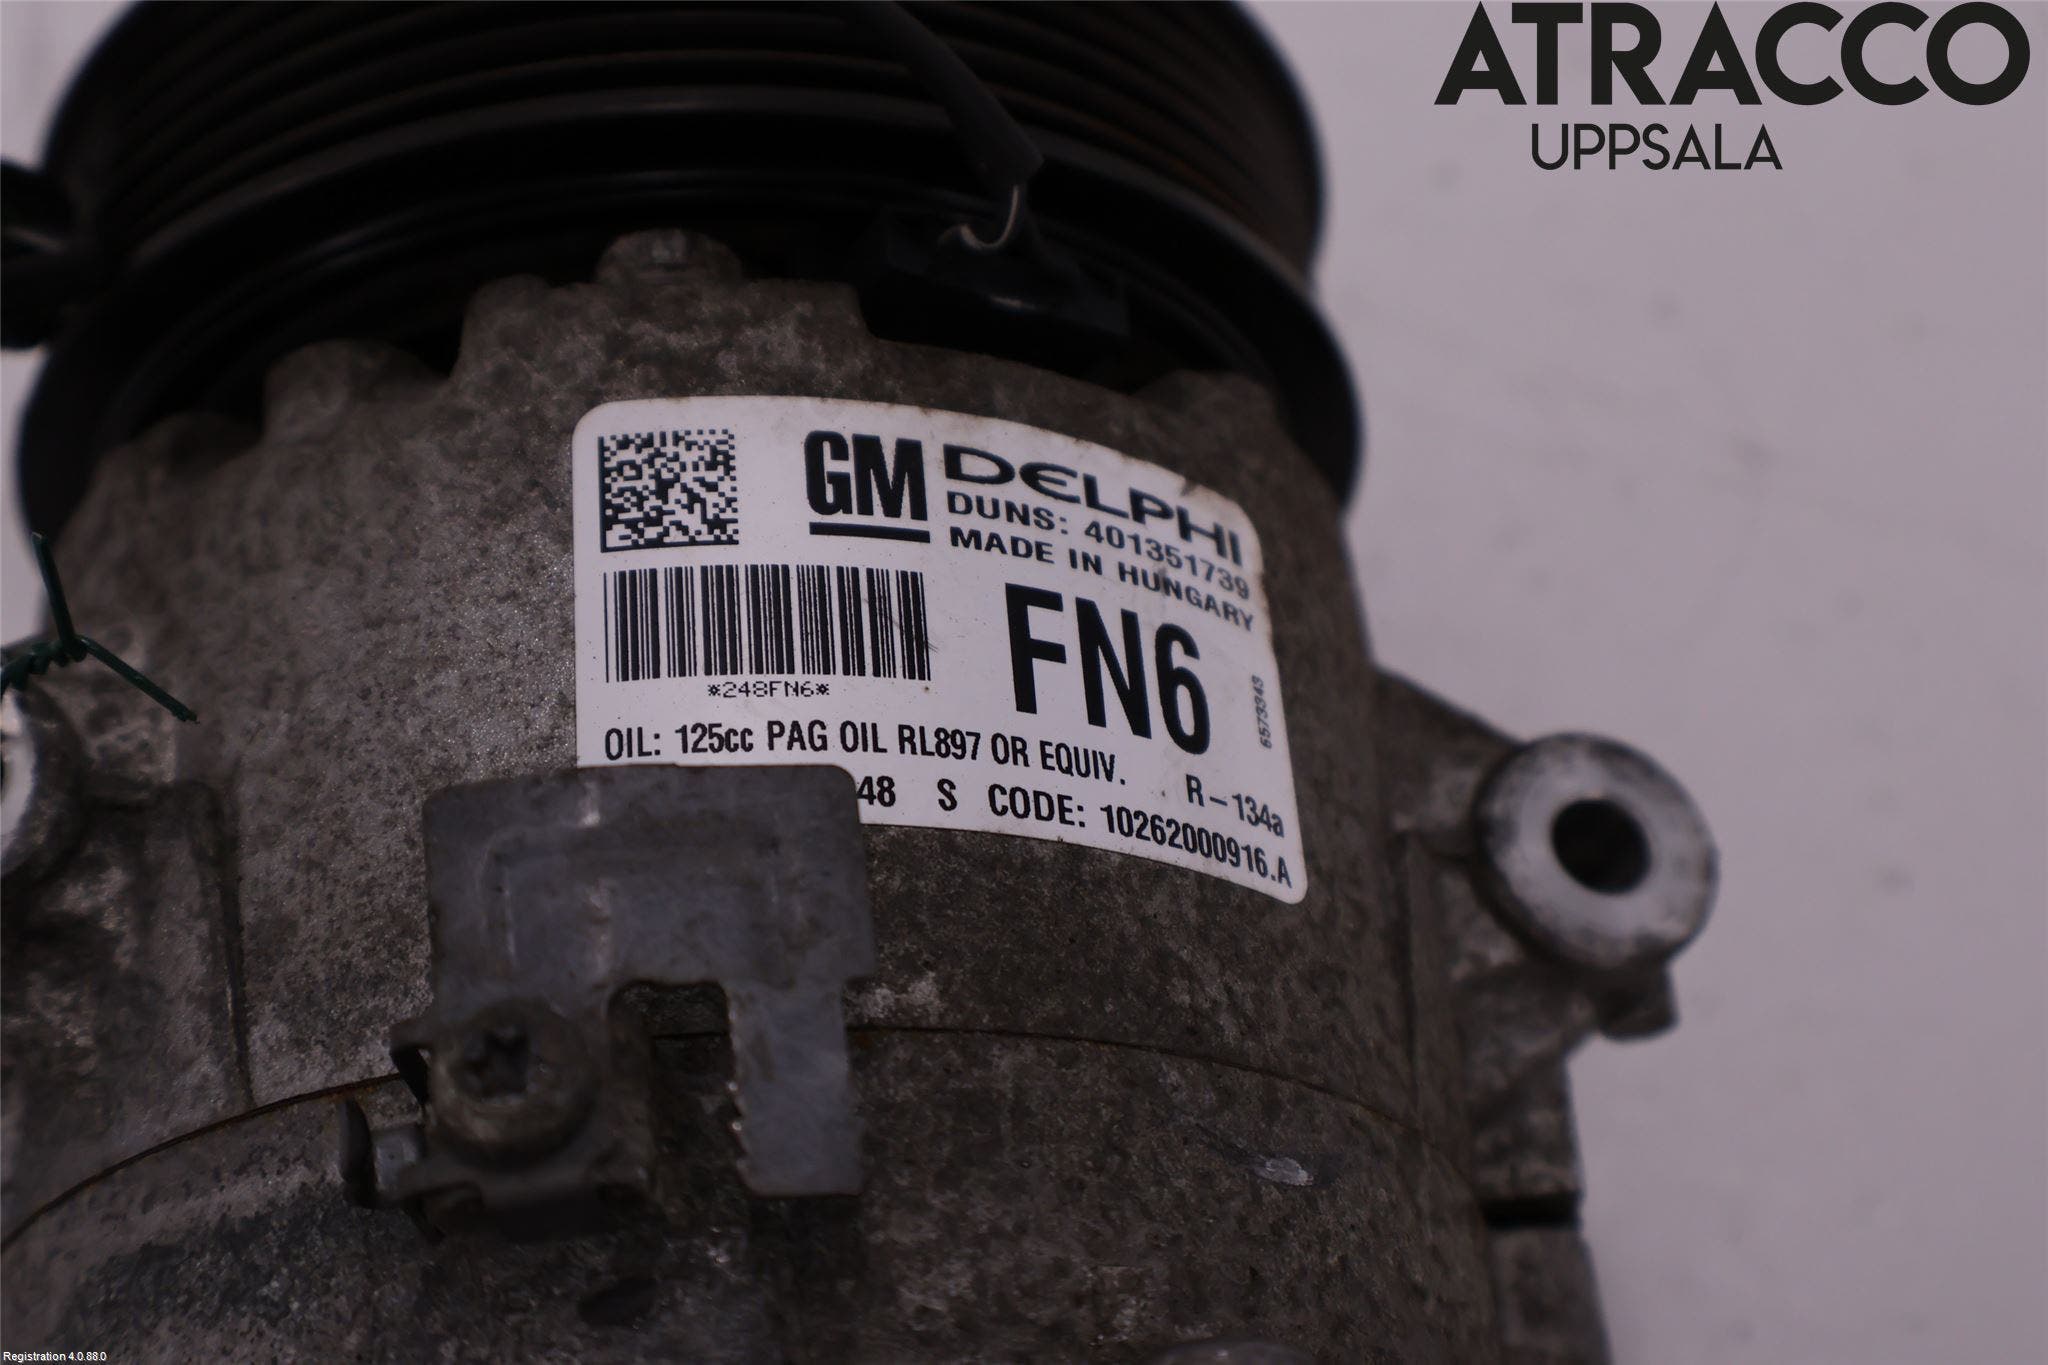 ATRACCO
UPPSALA
GM DELPHI
DUNS: 401351739
MADE IN HUNGARY
FN6
*248FN6*
6573343
OIL: 125cc PAG OIL RL897 OR EQUIV. R-134a
48 S CODE: 10262000916.A
Registration 4.0.88.0